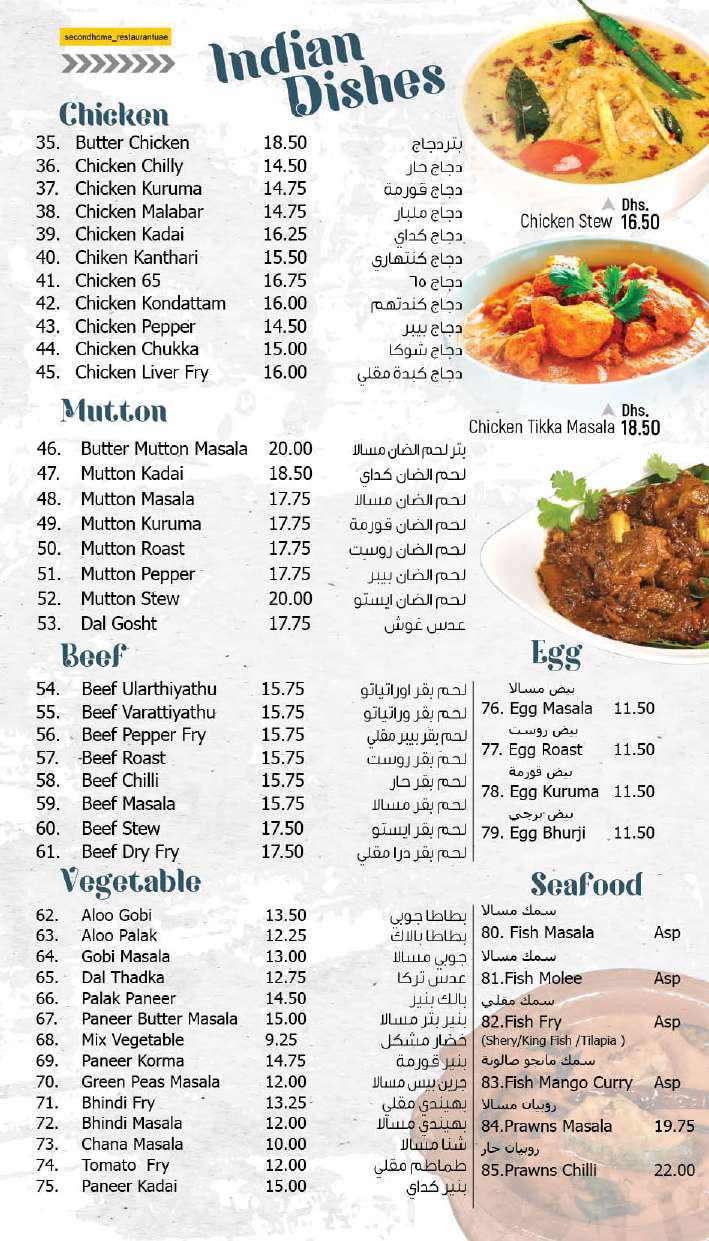 secondhome_restaurantuae
Indian
Dishes
Chicken
35. Butter Chicken 18.50 بتردجاج
36. Chicken Chilly 14.50 دجاج حار
37. Chicken Kuruma 14.75 دجاج قورمة
38. Chicken Malabar 14.75 دجاج ملبار
39. Chicken Kadai 16.25 دجاج كداي
40. Chiken Kanthari 15.50 دجاج كنتهاري
41. Chicken 65 16.75 دجاج ٦٥
42. Chicken Kondattam 16.00 دجاج كندتهم
43. Chicken Pepper 14.50 دجاج بيبر
44. Chicken Chukka 15.00 دجاج شوكا
45. Chicken Liver Fry 16.00 دجاج كبدة مقلي
Dhs.
Chicken Stew 16.50
Dhs.
Chicken Tikka Masala 18.50
Mutton
46. Butter Mutton Masala 20.00 بتر لحم الضان مسالا
47. Mutton Kadai 18.50 لحم الضان كداي
48. Mutton Masala 17.75 لحم الضان مسالا
49. Mutton Kuruma 17.75 لحم الضان قورمة
50. Mutton Roast 17.75 لحم الضان روست
51. Mutton Pepper 17.75 لحم الضان بيبر
52. Mutton Stew 20.00 لحم الضان ايستو
53. Dal Gosht 17.75 عدس غوش
Beef
54. Beef Ularthiyathu 15.75 لحم بقر اوراتياتو
55. Beef Varattiyathu 15.75 لحم بقر وراتياتو
56. Beef Pepper Fry 15.75 لحم بقر بيبر مقلي
57. Beef Roast 15.75 لحم بقر روست
58. Beef Chilli 15.75 لحم بقر حار
59. Beef Masala 15.75 لحم بقر مسالا
60. Beef Stew 17.50 لحم بقر ايستو
61. Beef Dry Fry 17.50 لحم بقر درا مقلي
Vegetable
62. Aloo Gobi 13.50 بطاطا جوبي
63. Aloo Palak 12.25 بطاطا بالاك
64. Gobi Masala 13.00 جوبي مسالا
65. Dal Thadka 12.75 عدس تركا
66. Palak Paneer 14.50 بالك بنير
67. Paneer Butter Masala 15.00 بنير بتر مسالا
68. Mix Vegetable 9.25 خضار مشكل
69. Paneer Korma 14.75 بنير قورمة
70. Green Peas Masala 12.00 جرين بيس مسالا
71. Bhindi Fry 13.25 بهيندي مقلي
72. Bhindi Masala 12.00 بهيندي مسالا
73. Chana Masala 10.00 شنا مسالا
74. Tomato Fry 12.00 طماطم مقلي
75. Paneer Kadai 15.00 بنير كداي
Egg
بيض مسالا
76. Egg Masala 11.50
بيض روست
77. Egg Roast 11.50
بيض قورمة
78. Egg Kuruma 11.50
بيض برجي
79. Egg Bhurji 11.50
Seafood
سمك مسالا
80. Fish Masala Asp
سمك مسالا
81.Fish Molee Asp
سمك مقلي
82.Fish Fry Asp
(Shery/King Fish /Tilapia )
سمك مانجو صالونة
83.Fish Mango Curry Asp
روبيان مسالا
84.Prawns Masala 19.75
روبيان حار
85.Prawns Chilli 22.00